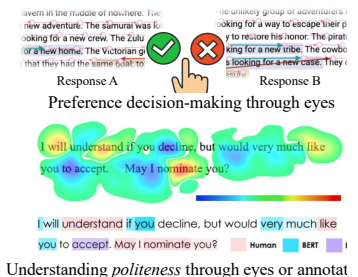 tavern in the middle of nowhere. The
new adventure. The samurai was lo
ooking for a new crew. The Zulu
or a new home. The Victorian gi
that they had the same goal: to
The unlikely group of adventurers
ooking for a way to escape their p
y to restore his honor. The pirat
king for a new tribe. The cowbo
s looking for a new case. They
Response A
Response B
Preference decision-making through eyes
I will understand if you decline, but would very much like
you to accept. May I nominate you?
I will understand if you decline, but would very much like
you to accept. May I nominate you?
Human
BERT
Understanding politeness through eyes or annotat